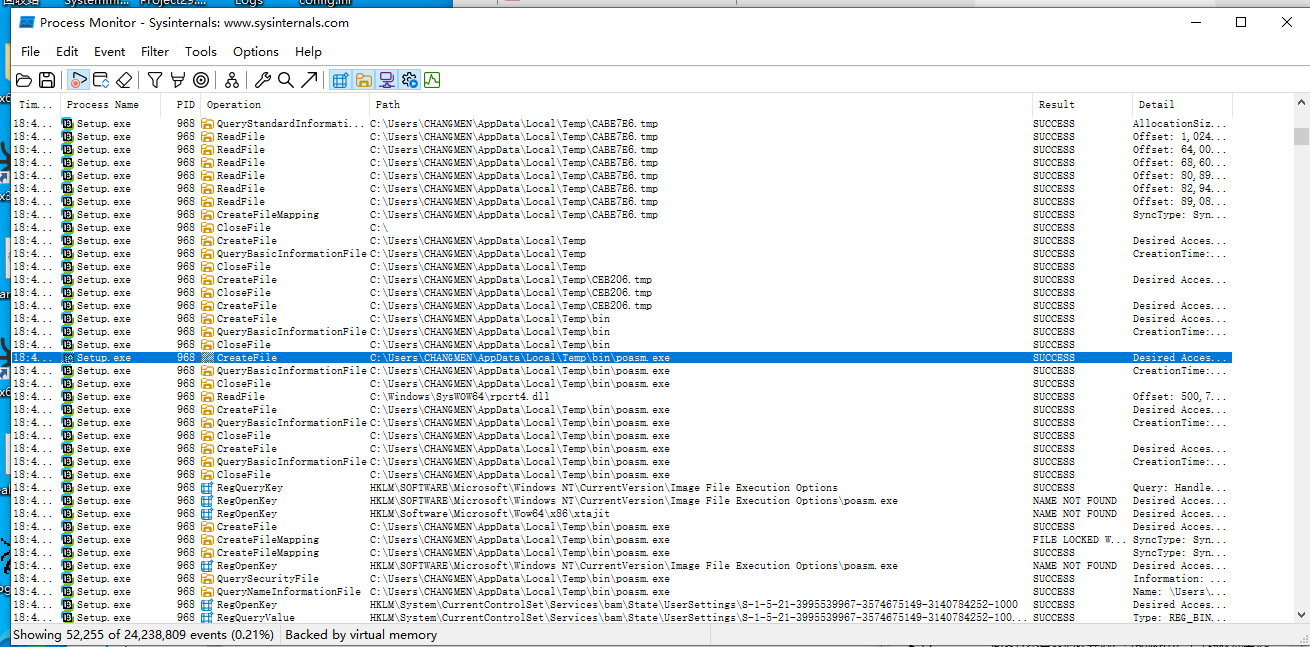 SystemIm... Project29.... Logs config.ini
Process Monitor - Sysinternals: www.sysinternals.com
File Edit Event Filter Tools Options Help
Tim... Process Name PID Operation Path Result Detail
18:4... Setup.exe 968 QueryStandardInformati... C:\Users\CHANGMEN\AppData\Local\Temp\CABE7E6.tmp SUCCESS AllocationSiz...
18:4... Setup.exe 968 ReadFile C:\Users\CHANGMEN\AppData\Local\Temp\CABE7E6.tmp SUCCESS Offset: 1,024...
18:4... Setup.exe 968 ReadFile C:\Users\CHANGMEN\AppData\Local\Temp\CABE7E6.tmp SUCCESS Offset: 64,00...
18:4... Setup.exe 968 ReadFile C:\Users\CHANGMEN\AppData\Local\Temp\CABE7E6.tmp SUCCESS Offset: 68,60...
18:4... Setup.exe 968 ReadFile C:\Users\CHANGMEN\AppData\Local\Temp\CABE7E6.tmp SUCCESS Offset: 80,89...
18:4... Setup.exe 968 ReadFile C:\Users\CHANGMEN\AppData\Local\Temp\CABE7E6.tmp SUCCESS Offset: 82,94...
18:4... Setup.exe 968 ReadFile C:\Users\CHANGMEN\AppData\Local\Temp\CABE7E6.tmp SUCCESS Offset: 89,08...
18:4... Setup.exe 968 CreateFileMapping C:\Users\CHANGMEN\AppData\Local\Temp\CABE7E6.tmp SUCCESS SyncType: Syn...
18:4... Setup.exe 968 CloseFile C:\ SUCCESS
18:4... Setup.exe 968 CreateFile C:\Users\CHANGMEN\AppData\Local\Temp SUCCESS Desired Acces...
18:4... Setup.exe 968 QueryBasicInformationFile C:\Users\CHANGMEN\AppData\Local\Temp SUCCESS CreationTime:...
18:4... Setup.exe 968 CloseFile C:\Users\CHANGMEN\AppData\Local\Temp SUCCESS
18:4... Setup.exe 968 CreateFile C:\Users\CHANGMEN\AppData\Local\Temp\CEB206.tmp SUCCESS Desired Acces...
18:4... Setup.exe 968 CloseFile C:\Users\CHANGMEN\AppData\Local\Temp\CEB206.tmp SUCCESS
18:4... Setup.exe 968 CreateFile C:\Users\CHANGMEN\AppData\Local\Temp\CEB206.tmp SUCCESS Desired Acces...
18:4... Setup.exe 968 CreateFile C:\Users\CHANGMEN\AppData\Local\Temp\bin SUCCESS Desired Acces...
18:4... Setup.exe 968 QueryBasicInformationFile C:\Users\CHANGMEN\AppData\Local\Temp\bin SUCCESS CreationTime:...
18:4... Setup.exe 968 CloseFile C:\Users\CHANGMEN\AppData\Local\Temp\bin SUCCESS
18:4... Setup.exe 968 CreateFile C:\Users\CHANGMEN\AppData\Local\Temp\bin\poasm.exe SUCCESS Desired Acces...
18:4... Setup.exe 968 QueryBasicInformationFile C:\Users\CHANGMEN\AppData\Local\Temp\bin\poasm.exe SUCCESS CreationTime:...
18:4... Setup.exe 968 CloseFile C:\Users\CHANGMEN\AppData\Local\Temp\bin\poasm.exe SUCCESS
18:4... Setup.exe 968 ReadFile C:\Windows\SysWOW64\rpcrt4.dll SUCCESS Offset: 500,7...
18:4... Setup.exe 968 CreateFile C:\Users\CHANGMEN\AppData\Local\Temp\bin\poasm.exe SUCCESS Desired Acces...
18:4... Setup.exe 968 QueryBasicInformationFile C:\Users\CHANGMEN\AppData\Local\Temp\bin\poasm.exe SUCCESS CreationTime:...
18:4... Setup.exe 968 CloseFile C:\Users\CHANGMEN\AppData\Local\Temp\bin\poasm.exe SUCCESS
18:4... Setup.exe 968 CreateFile C:\Users\CHANGMEN\AppData\Local\Temp\bin\poasm.exe SUCCESS Desired Acces...
18:4... Setup.exe 968 QueryBasicInformationFile C:\Users\CHANGMEN\AppData\Local\Temp\bin\poasm.exe SUCCESS CreationTime:...
18:4... Setup.exe 968 CloseFile C:\Users\CHANGMEN\AppData\Local\Temp\bin\poasm.exe SUCCESS
18:4... Setup.exe 968 RegQueryKey HKLM\SOFTWARE\Microsoft\Windows NT\CurrentVersion\Image File Execution Options SUCCESS Query: Handle...
18:4... Setup.exe 968 RegOpenKey HKLM\SOFTWARE\Microsoft\Windows NT\CurrentVersion\Image File Execution Options\poasm.exe NAME NOT FOUND Desired Acces...
18:4... Setup.exe 968 RegOpenKey HKLM\Software\Microsoft\Wow64\x86\xtajit NAME NOT FOUND Desired Acces...
18:4... Setup.exe 968 CreateFile C:\Users\CHANGMEN\AppData\Local\Temp\bin\poasm.exe SUCCESS Desired Acces...
18:4... Setup.exe 968 CreateFileMapping C:\Users\CHANGMEN\AppData\Local\Temp\bin\poasm.exe FILE LOCKED W... SyncType: Syn...
18:4... Setup.exe 968 CreateFileMapping C:\Users\CHANGMEN\AppData\Local\Temp\bin\poasm.exe SUCCESS SyncType: Syn...
18:4... Setup.exe 968 RegOpenKey HKLM\SOFTWARE\Microsoft\Windows NT\CurrentVersion\Image File Execution Options\poasm.exe NAME NOT FOUND Desired Acces...
18:4... Setup.exe 968 QuerySecurityFile C:\Users\CHANGMEN\AppData\Local\Temp\bin\poasm.exe SUCCESS Information: ...
18:4... Setup.exe 968 QueryNameInformationFile C:\Users\CHANGMEN\AppData\Local\Temp\bin\poasm.exe SUCCESS Name: \Users\...
18:4... Setup.exe 968 RegOpenKey HKLM\System\CurrentControlSet\Services\bam\State\UserSettings\S-1-5-21-3995539967-3574675149-3140784252-1000 SUCCESS Desired Acces...
18:4... Setup.exe 968 RegQueryValue HKLM\System\CurrentControlSet\Services\bam\State\UserSettings\S-1-5-21-3995539967-3574675149-3140784252-100... SUCCESS Type: REG_BIN...
Showing 52,255 of 24,238,809 events (0.21%) Backed by virtual memory